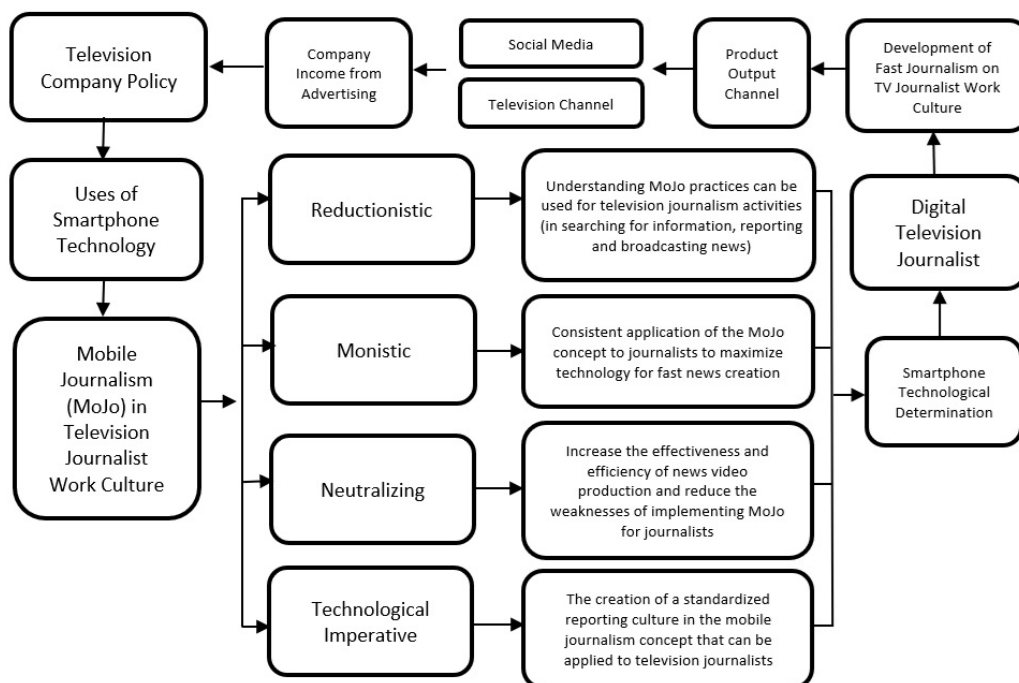 Television
Company Policy
Company
Income from
Advertising
Social Media
Television Channel
Product
Output
Channel
Development of
Fast Journalism on
TV Journalist Work
Culture
Uses of
Smartphone
Technology
Reductionistic
Understanding MoJo practices can be
used for television journalism activities
(in searching for information, reporting
and broadcasting news)
Digital
Television
Journalist
Mobile
Journalism
(MoJo) in
Television
Journalist
Work Culture
Monistic
Consistent application of the MoJo
concept to journalists to maximize
technology for fast news creation
Smartphone
Technological
Determination
Neutralizing
Increase the effectiveness and
efficiency of news video
production and reduce the
weaknesses of implementing MoJo
for journalists
Technological
Imperative
The creation of a standardized
reporting culture in the mobile
journalism concept that can be
applied to television journalists